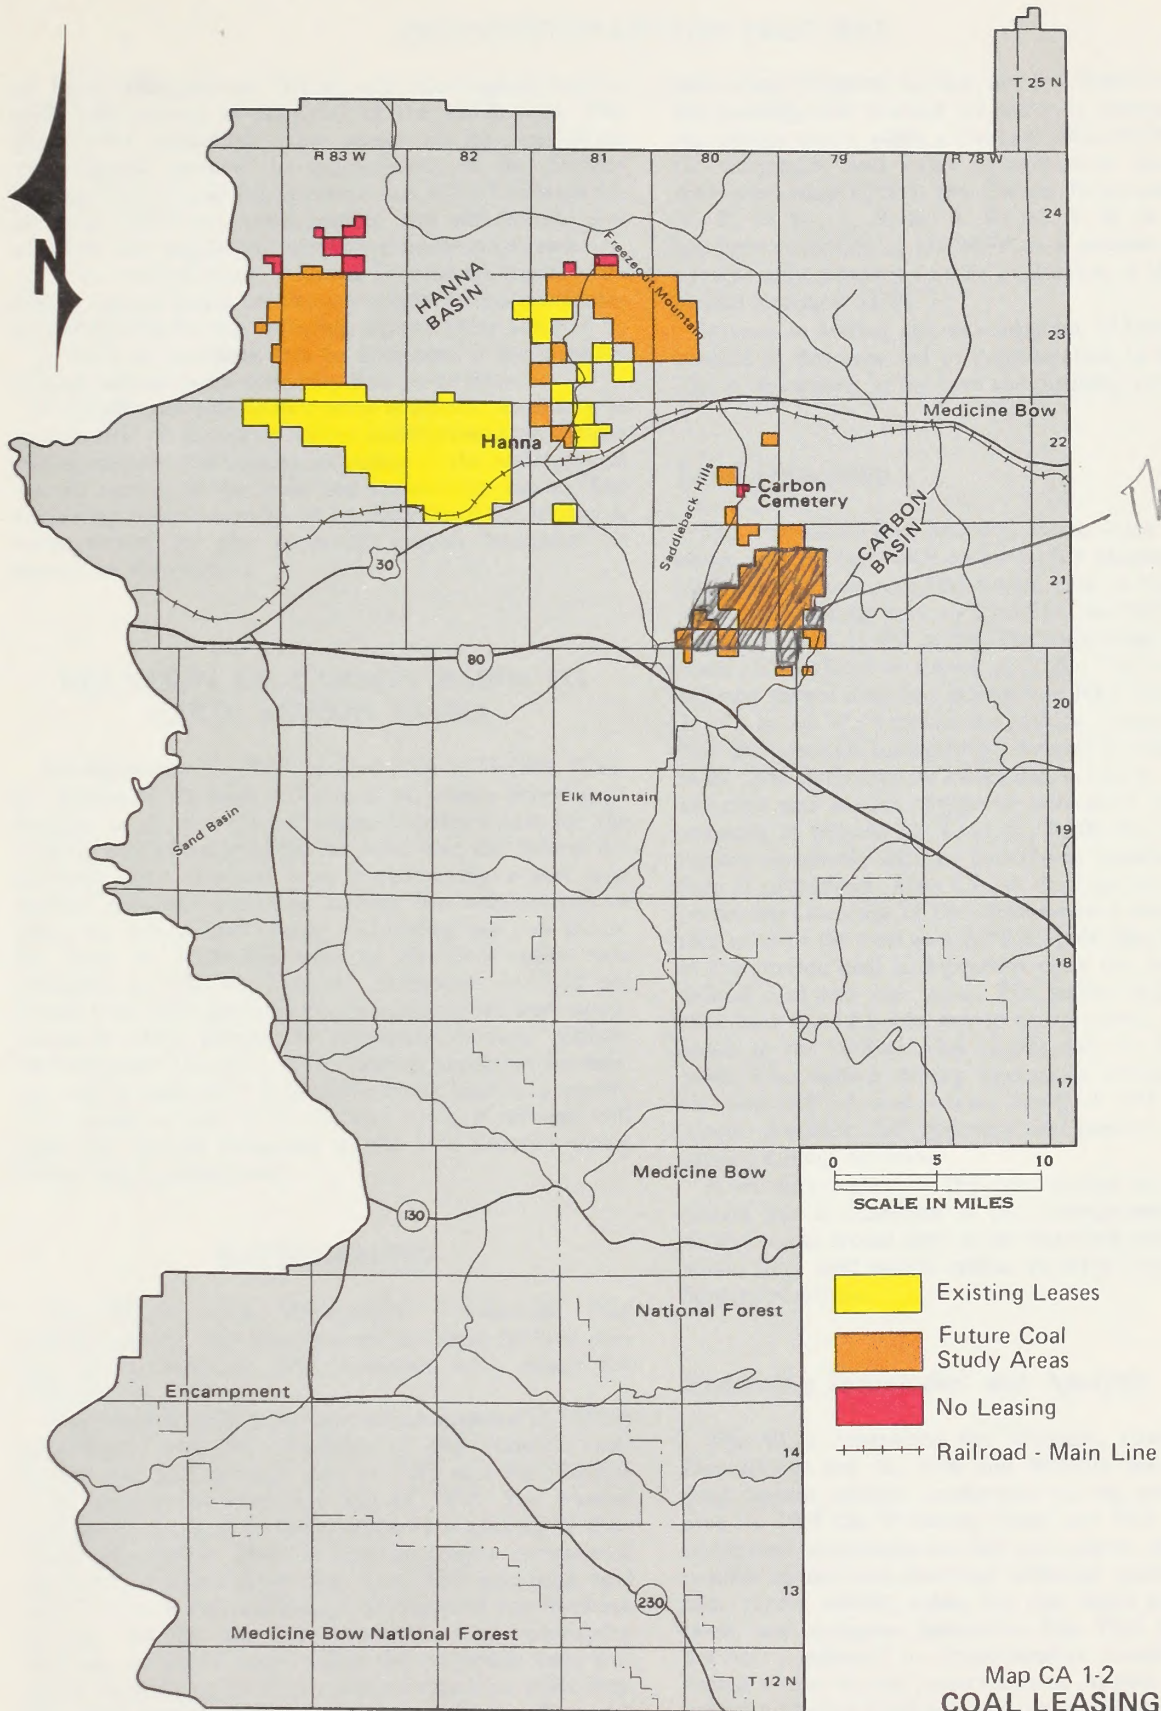 T 25 N
R 83 W 82 81 80 79 R 78 W
24
N
HANNA
BASIN
Freezeout Mountain
23
Medicine Bow
22
Hanna
Saddleback Hills
Carbon
Cemetery
CARBON
BASIN
30
21
80
20
Elk Mountain
Sand Basin
19
18
17
Medicine Bow
0 5 10
SCALE IN MILES
130
Existing Leases
National Forest
Future Coal
Study Areas
Encampment
No Leasing
14
Railroad - Main Line
13
230
Medicine Bow National Forest
T 12 N
Map CA 1-2
COAL LEASING